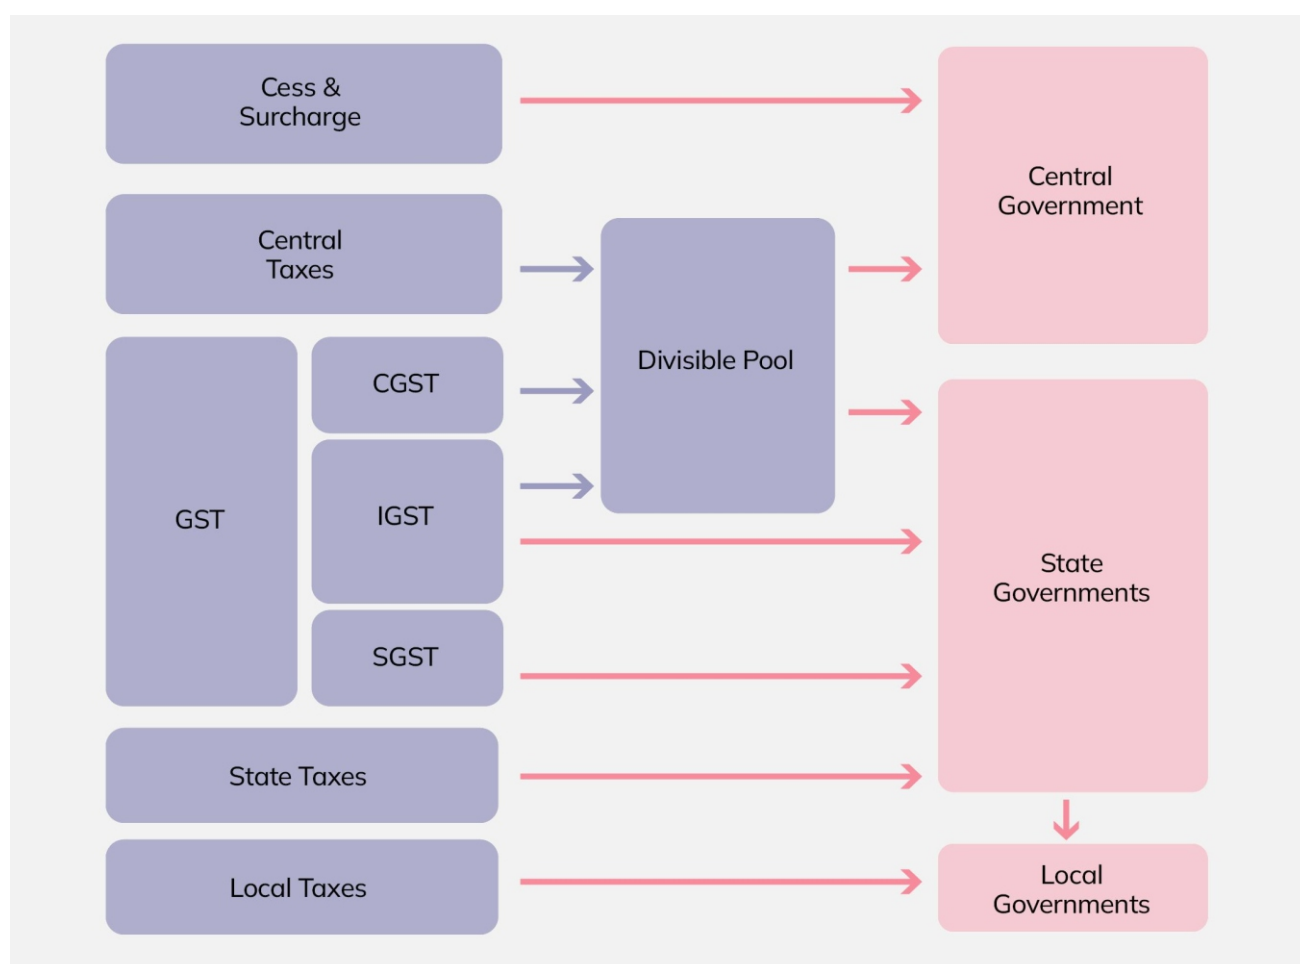 Cess &
Surcharge
Central
Government
Central
Taxes
Divisible Pool
CGST
GST
IGST
State
Governments
SGST
State Taxes
Local Taxes
Local
Governments